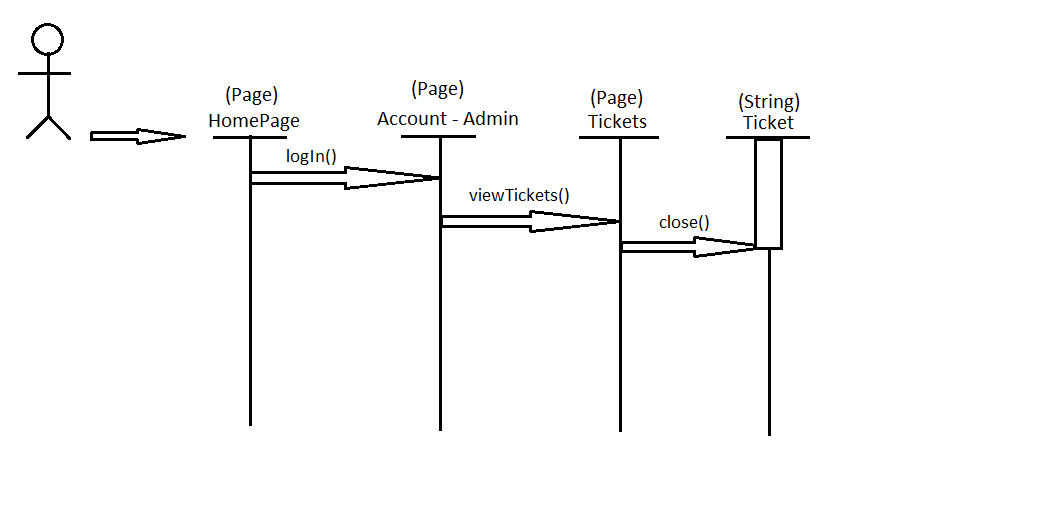 (Page)
HomePage
(Page)
Account - Admin
(Page)
Tickets
(String)
Ticket
logIn()
viewTickets()
close()